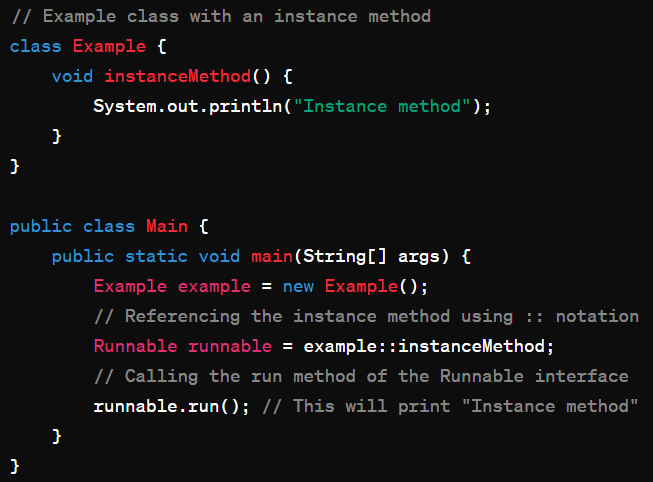 // Example class with an instance method
class Example {
    void instanceMethod() {
        System.out.println("Instance method");
    }
}

public class Main {
    public static void main(String[] args) {
        Example example = new Example();
        // Referencing the instance method using :: notation
        Runnable runnable = example::instanceMethod;
        // Calling the run method of the Runnable interface
        runnable.run(); // This will print "Instance method"
    }
}